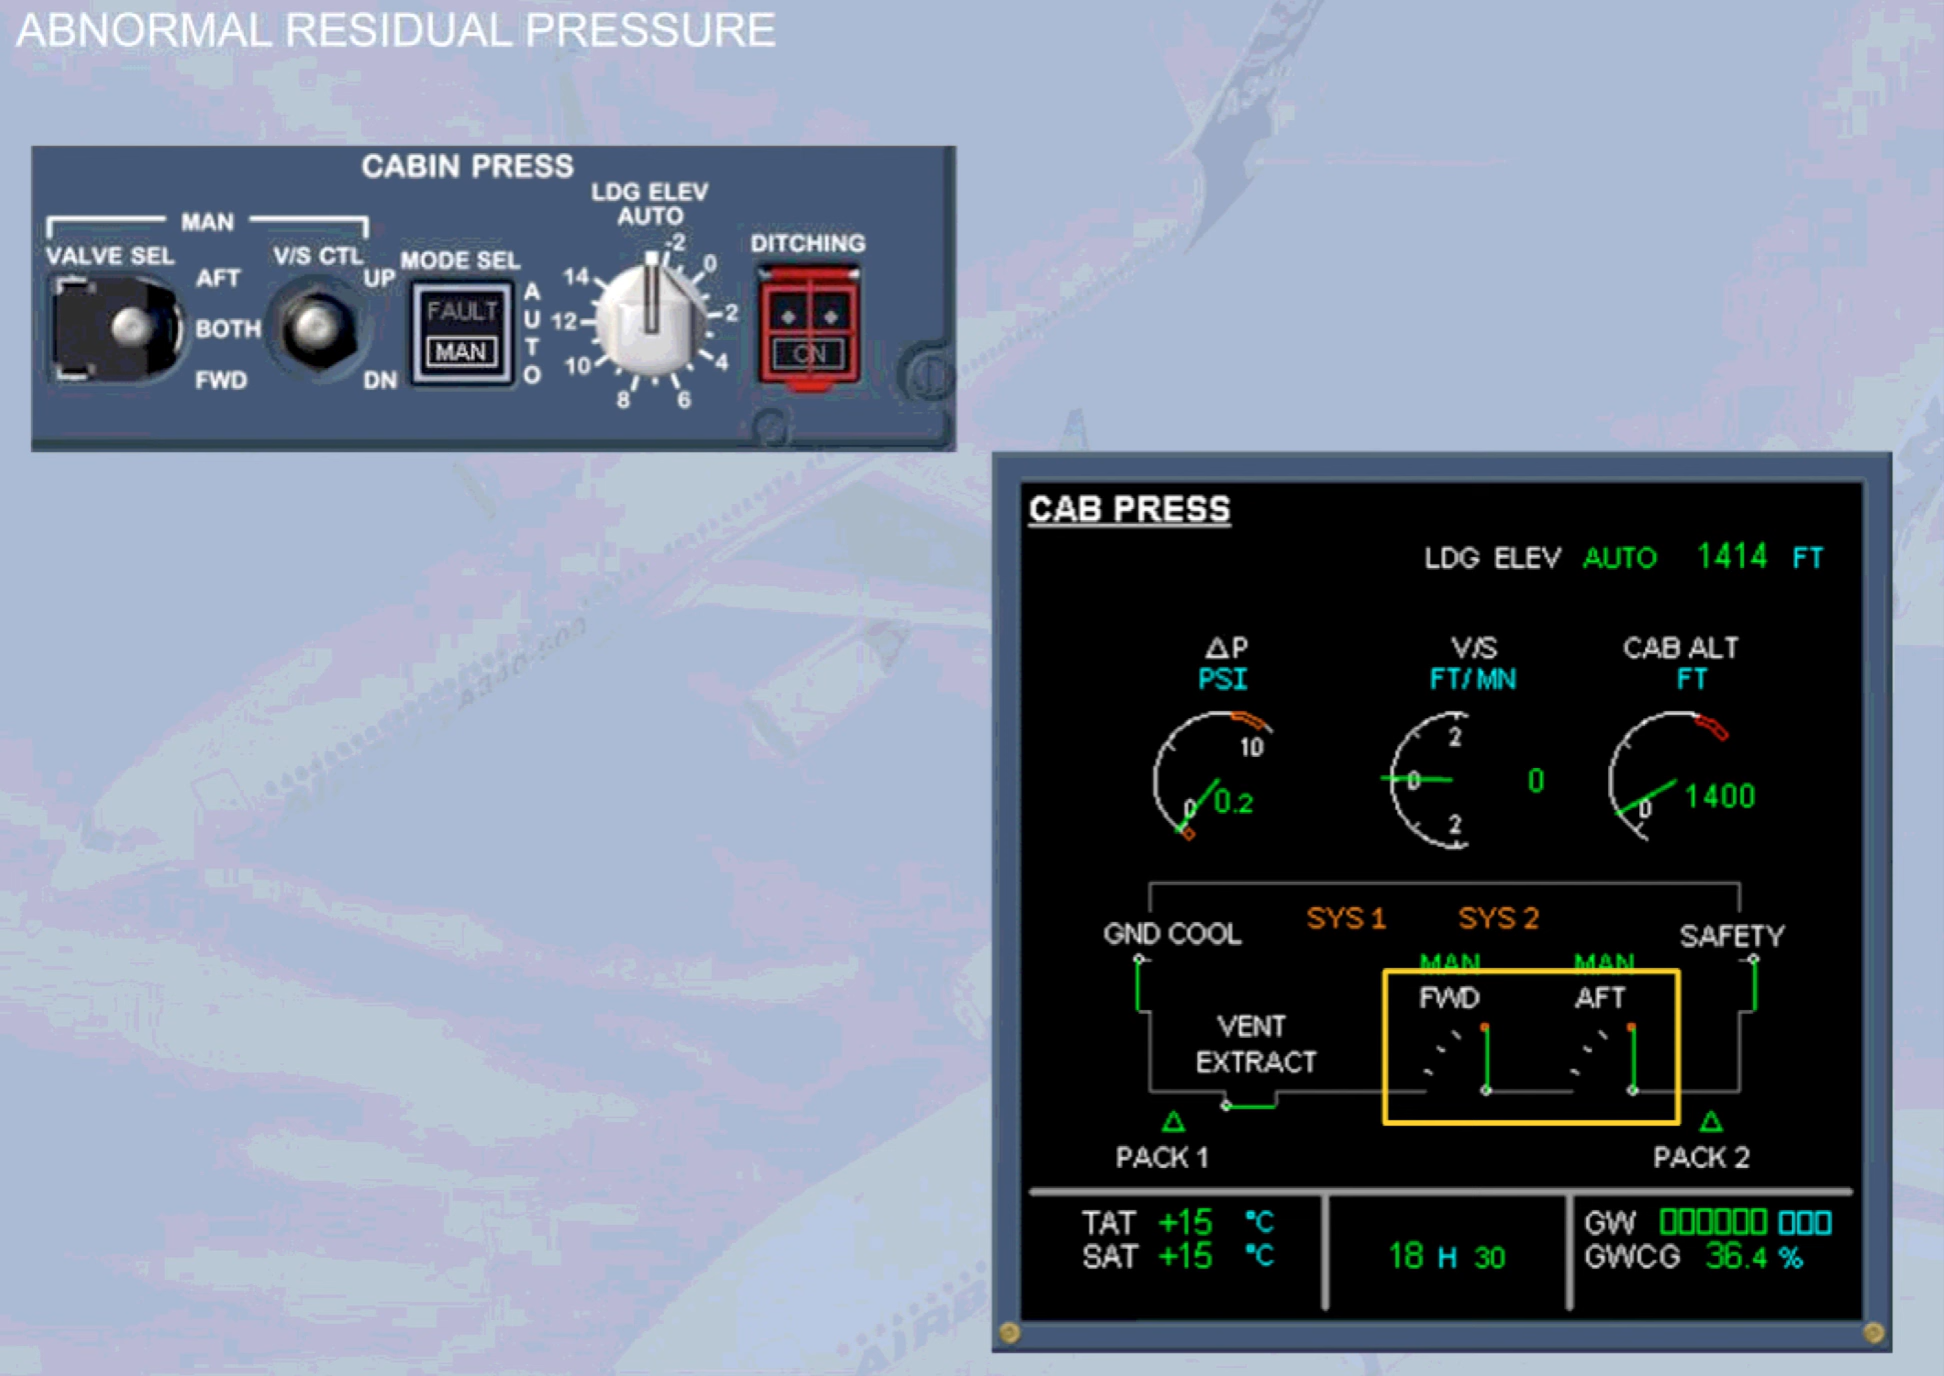 ABNORMAL RESIDUAL PRESSURE
CABIN PRESS
LDG ELEV
AUTO
MAN
VALVE SEL
V/S CTL
MODE SEL
DITCHING
AFT
BOTH
FWD
UP
DN
FAULT
MAN
AUTO
-2
0
2
4
6
8
10
12
14
ON
A340-600
CAB PRESS
LDG ELEV AUTO 1414 FT
ΔP V/S CAB ALT
PSI FT/MN FT
10
0
0.2
2
0
2
0
0
1400
SYS 1 SYS 2
GND COOL
SAFETY
MAN MAN
FWD AFT
VENT
EXTRACT
PACK 1 PACK 2
TAT +15 °C
SAT +15 °C
18 H 30
GW
GWCG 36.4 %